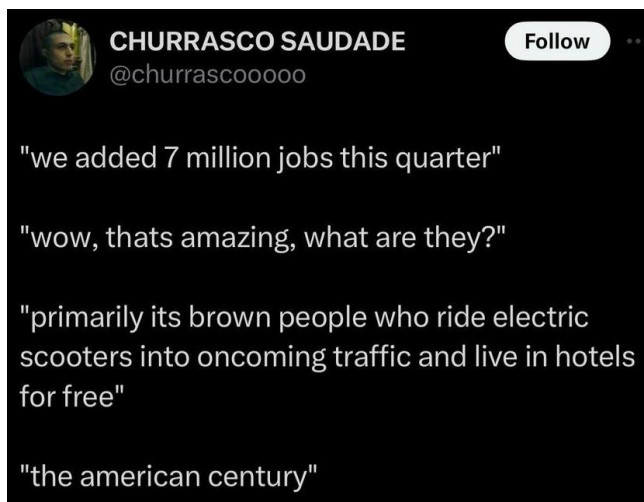 CHURRASCO SAUDADE
Follow
@churrascooooo
"we added 7 million jobs this quarter"
"wow, thats amazing, what are they?"
"primarily its brown people who ride electric
scooters into oncoming traffic and live in hotels
for free"
"the american century"